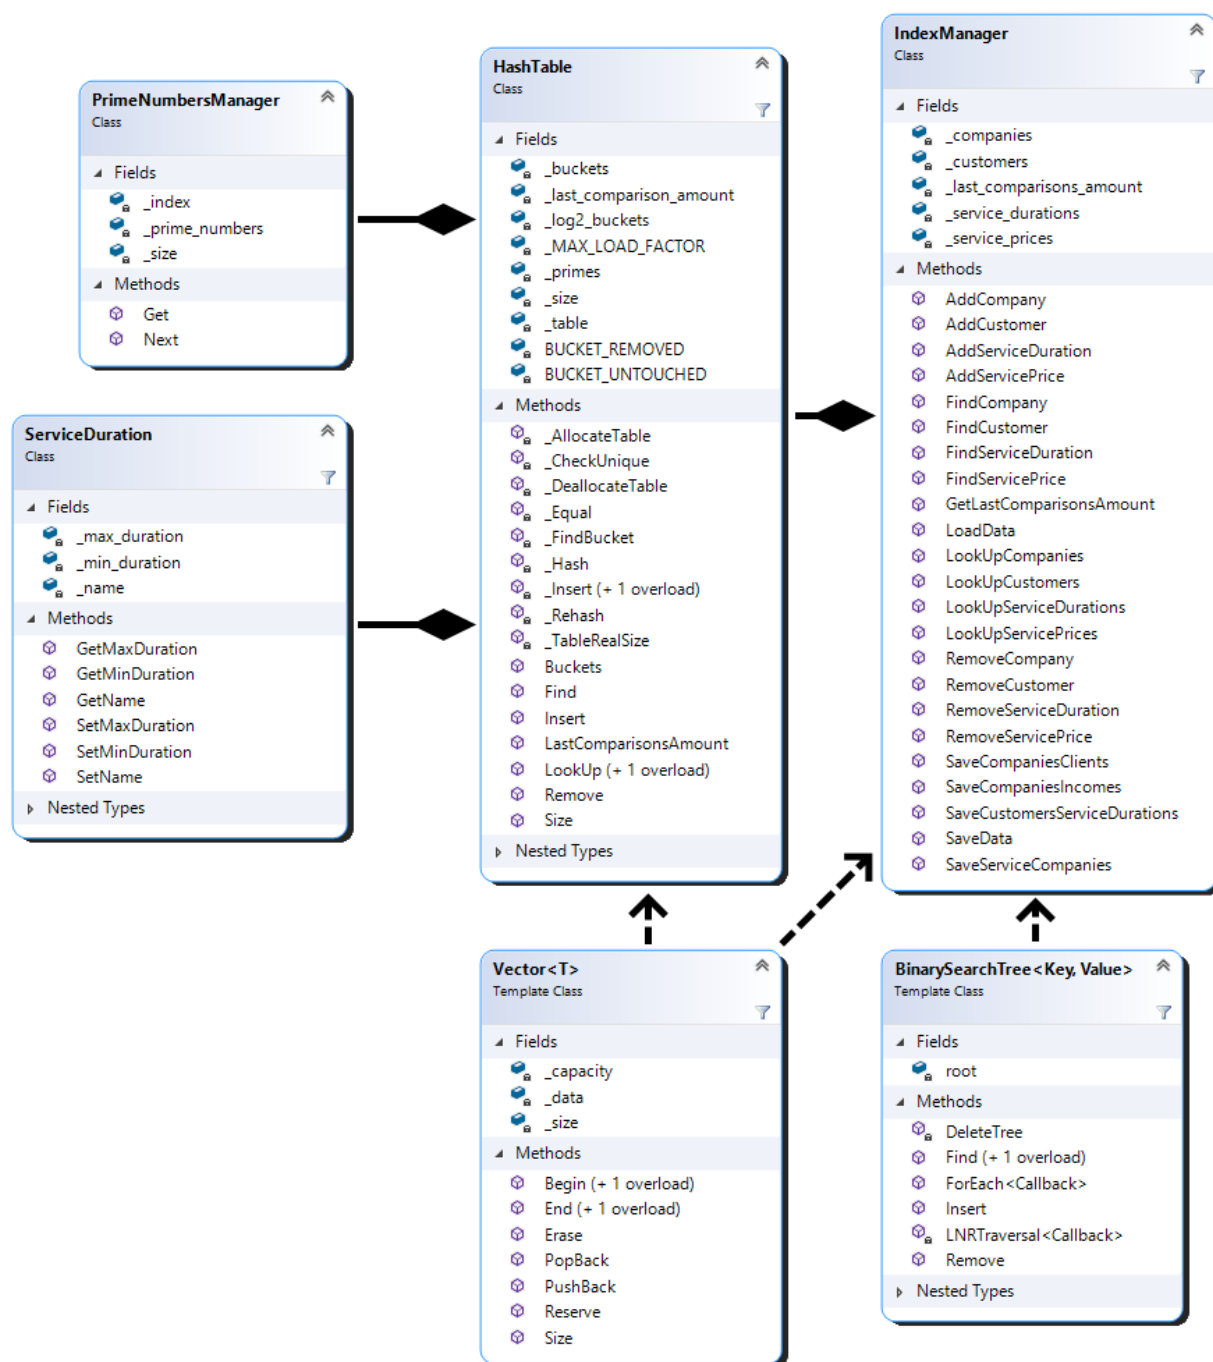 PrimeNumbersManager
Class
Fields
_index
_prime_numbers
_size
Methods
Get
Next
ServiceDuration
Class
Fields
_max_duration
_min_duration
_name
Methods
GetMaxDuration
GetMinDuration
GetName
SetMaxDuration
SetMinDuration
SetName
Nested Types
HashTable
Class
Fields
_buckets
_last_comparison_amount
_log2_buckets
_MAX_LOAD_FACTOR
_primes
_size
_table
BUCKET_REMOVED
BUCKET_UNTOUCHED
Methods
_AllocateTable
_CheckUnique
_DeallocateTable
_Equal
_FindBucket
_Hash
_Insert (+ 1 overload)
_Rehash
_TableRealSize
Buckets
Find
Insert
LastComparisonsAmount
LookUp (+ 1 overload)
Remove
Size
Nested Types
IndexManager
Class
Fields
_companies
_customers
_last_comparisons_amount
_service_durations
_service_prices
Methods
AddCompany
AddCustomer
AddServiceDuration
AddServicePrice
FindCompany
FindCustomer
FindServiceDuration
FindServicePrice
GetLastComparisonsAmount
LoadData
LookUpCompanies
LookUpCustomers
LookUpServiceDurations
LookUpServicePrices
RemoveCompany
RemoveCustomer
RemoveServiceDuration
RemoveServicePrice
SaveCompaniesClients
SaveCompaniesIncomes
SaveCustomersServiceDurations
SaveData
SaveServiceCompanies
Vector<T>
Template Class
Fields
_capacity
_data
_size
Methods
Begin (+ 1 overload)
End (+ 1 overload)
Erase
PopBack
PushBack
Reserve
Size
BinarySearchTree<Key, Value>
Template Class
Fields
root
Methods
DeleteTree
Find (+ 1 overload)
ForEach<Callback>
Insert
LNRTraversal<Callback>
Remove
Nested Types